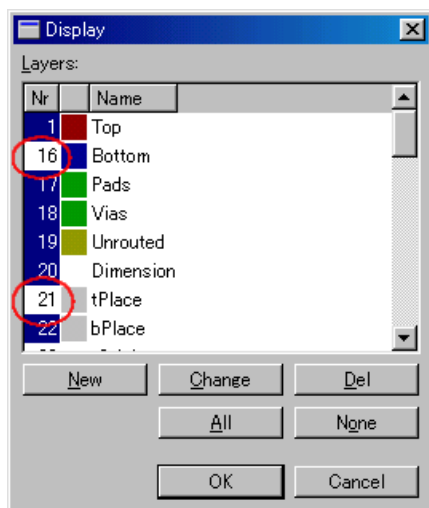 Display
Layers:
Nr Name
1 Top
16 Bottom
17 Pads
18 Vias
19 Unrouted
20 Dimension
21 tPlace
22 bPlace
New Change Del
All None
OK Cancel